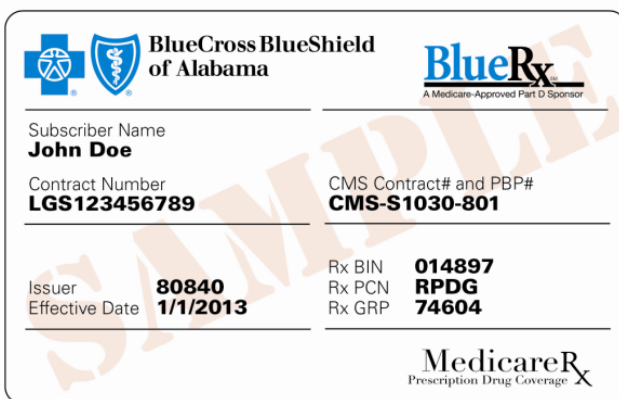 BlueCross BlueShield
of Alabama
BlueRx
A Medicare-Approved Part D Sponsor
Subscriber Name
John Doe
Contract Number
LGS123456789
CMS Contract# and PBP#
CMS-S1030-801
Issuer 80840
Effective Date 1/1/2013
Rx BIN 014897
Rx PCN RPDG
Rx GRP 74604
SAMPLE
MedicareRx
Prescription Drug Coverage